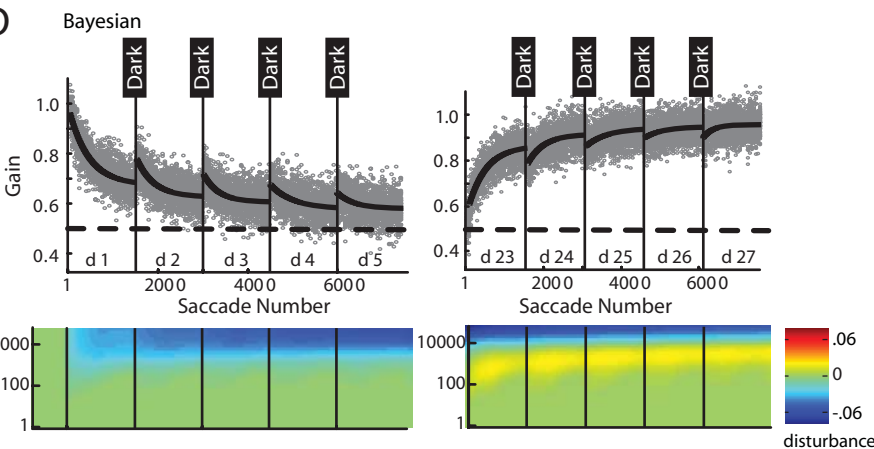 Bayesian
Dark Dark Dark Dark
Dark Dark Dark Dark
Gain
1.0
0.8
0.6
0.4
d 1 d 2 d 3 d 4 d 5
1 2000 4000 6000
Saccade Number
1.0
0.8
0.6
0.4
d 23 d 24 d 25 d 26 d 27
1 2000 4000 6000
Saccade Number
000
100
1
10000
100
1
.06
0
-.06
disturbance